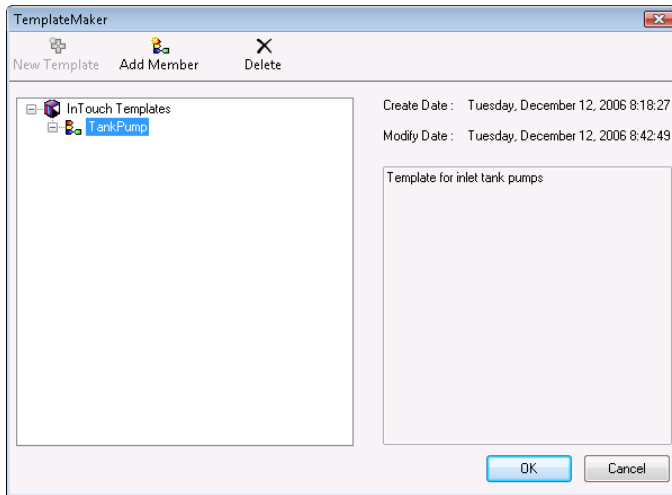 TemplateMaker
New Template Add Member Delete
InTouch Templates
TankPump
Create Date : Tuesday, December 12, 2006 8:18:27
Modify Date : Tuesday, December 12, 2006 8:42:49
Template for inlet tank pumps
OK Cancel